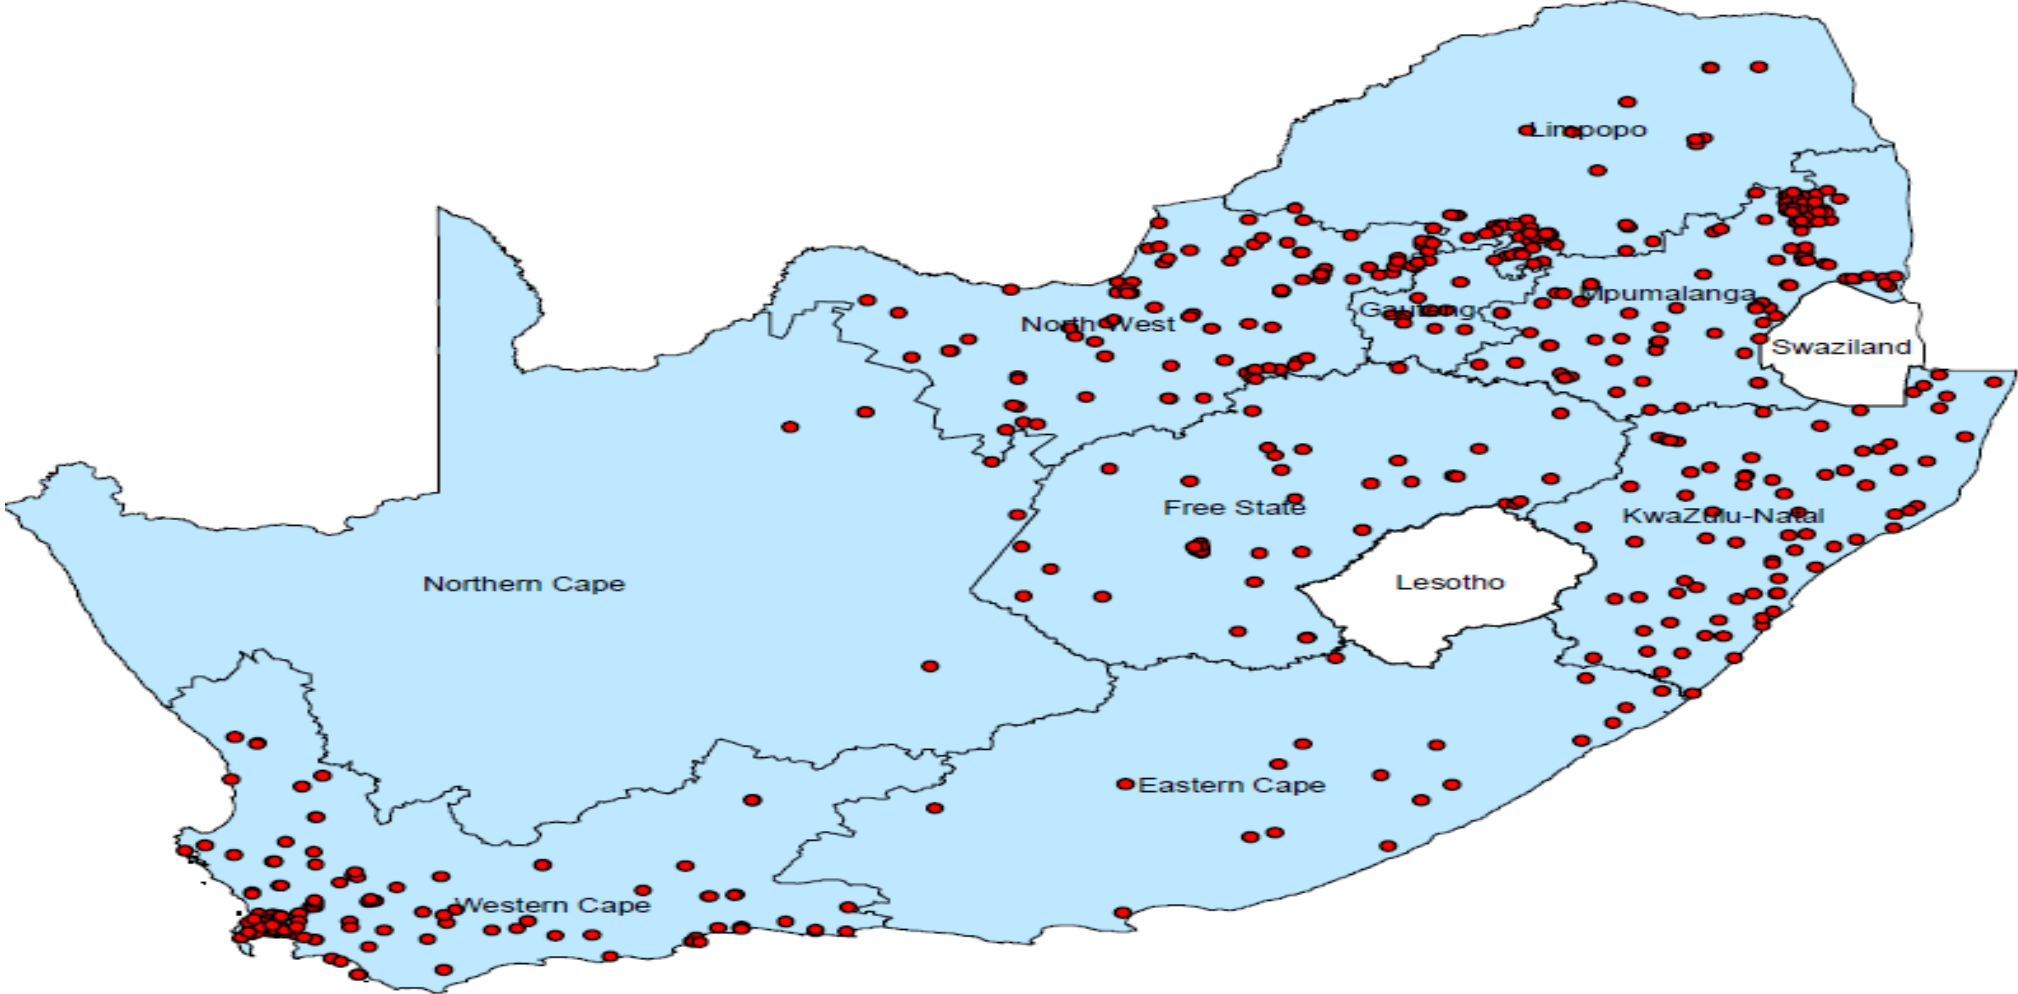 Limpopo
Mpumalanga
Gauteng
North West
Swaziland
Free State
KwaZulu-Natal
Northern Cape
Lesotho
Eastern Cape
Western Cape